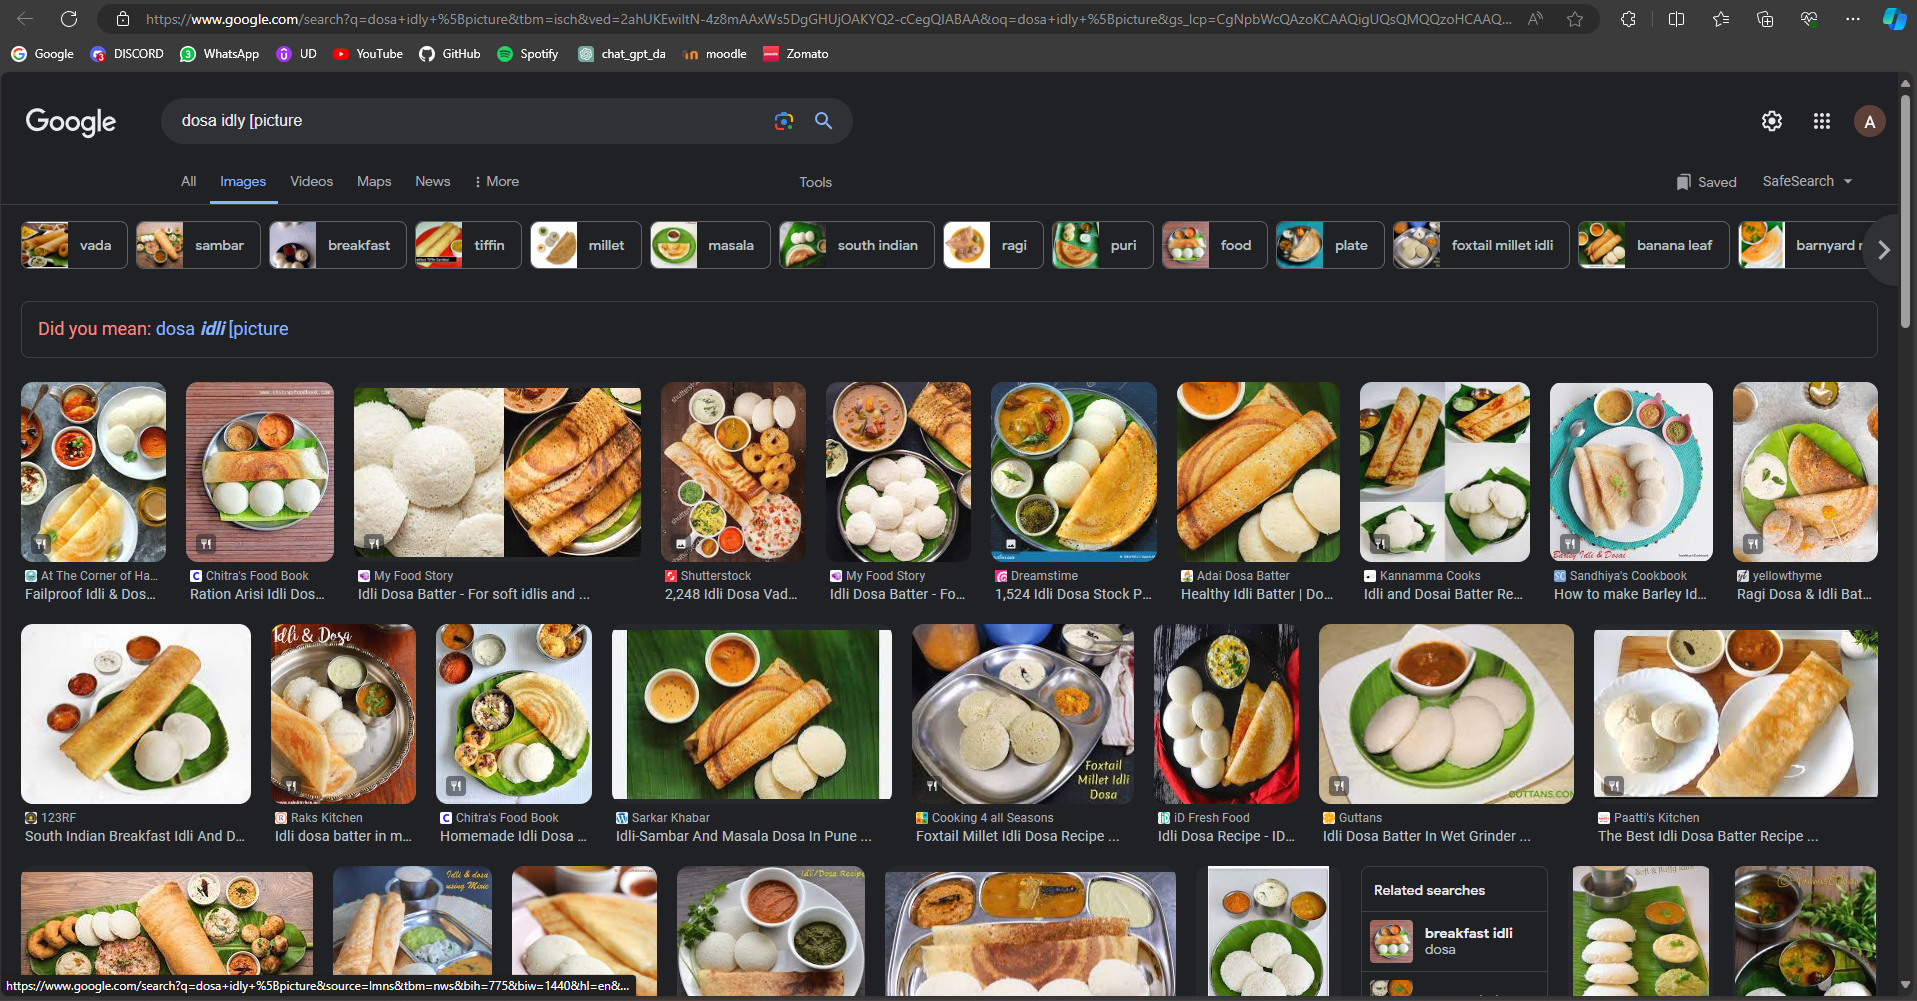 https://www.google.com/search?q=dosa+idly+%5Bpicture&tbm=isch&ved=2ahUKEwiltN-4z8mAAxWs5DgGHUjOAKYQ2-cCegQIABAA&oq=dosa+idly+%5Bpicture&gs_lcp=CgNpbWcQAzoKCAAQigUQsQMQQzoHCAAQ...
Google DISCORD WhatsApp UD YouTube GitHub Spotify chat_gpt_da moodle Zomato
Google dosa idly [picture A
All Images Videos Maps News More Tools Saved SafeSearch
vada sambar breakfast tiffin millet masala south indian ragi puri food plate foxtail millet idli banana leaf barnyard
Did you mean: dosa idli [picture
At The Corner of Ha... Chitra's Food Book My Food Story Shutterstock My Food Story Dreamstime Adai Dosa Batter Kannamma Cooks Sandhiya's Cookbook yellowthyme
Failproof Idli & Dos... Ration Arisi Idli Dos... Idli Dosa Batter - For soft idlis and ... 2,248 Idli Dosa Vad... Idli Dosa Batter - Fo... 1,524 Idli Dosa Stock P... Healthy Idli Batter | Do... Idli and Dosai Batter Re... How to make Barley Id... Ragi Dosa & Idli Bat...
Idli & Dosa
Foxtail
Millet Idli
Dosa
GUTTANS.COM
123RF Raks Kitchen Chitra's Food Book Sarkar Khabar Cooking 4 all Seasons iD Fresh Food Guttans Paatti's Kitchen
South Indian Breakfast Idli And D... Idli dosa batter in m... Homemade Idli Dosa ... Idli-Sambar And Masala Dosa In Pune ... Foxtail Millet Idli Dosa Recipe ... Idli Dosa Recipe - ID... Idli Dosa Batter In Wet Grinder ... The Best Idli Dosa Batter Recipe ...
Idli & dosa
using Mixie
Idli/Dosa Recipe
Related searches
breakfast idli
dosa
https://www.google.com/search?q=dosa+idly+%5Bpicture&source=lmns&tbm=nws&bih=775&biw=1440&hl=en&...